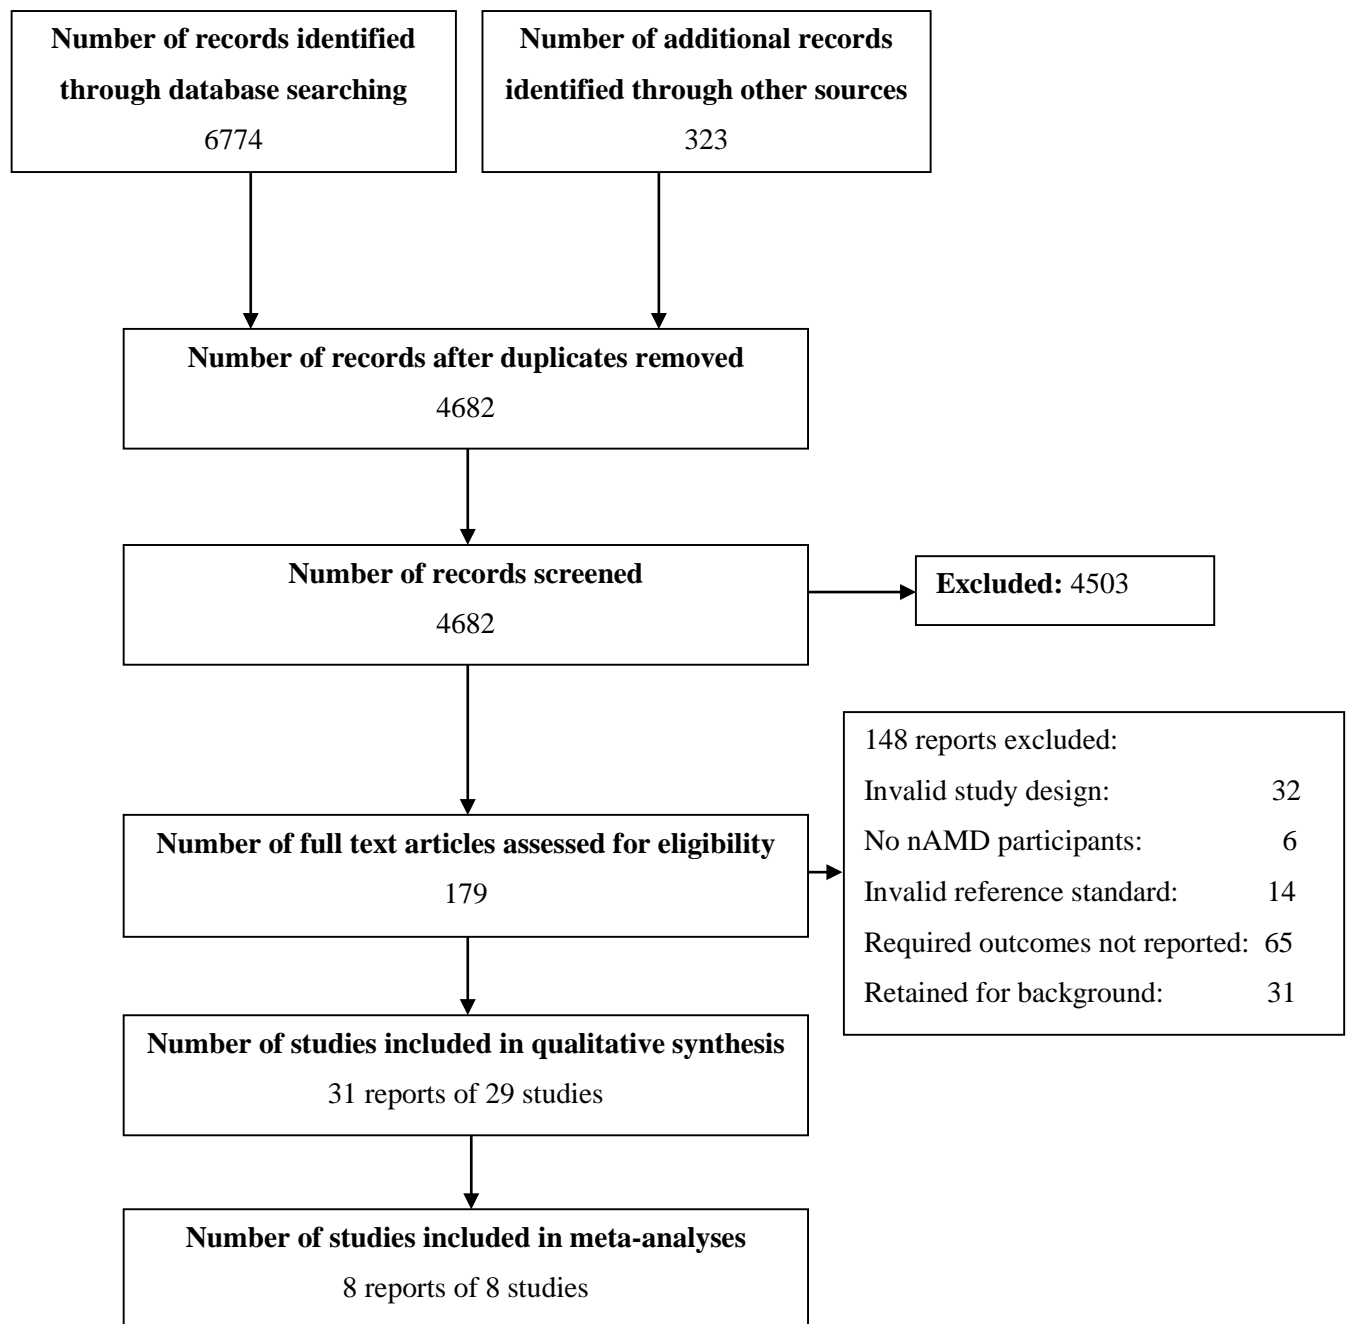 Number of records identified
through database searching
6774
Number of additional records
identified through other sources
323
Number of records after duplicates removed
4682
Number of records screened
4682
Excluded: 4503
Number of full text articles assessed for eligibility
179
148 reports excluded:
Invalid study design: 32
No nAMD participants: 6
Invalid reference standard: 14
Required outcomes not reported: 65
Retained for background: 31
Number of studies included in qualitative synthesis
31 reports of 29 studies
Number of studies included in meta-analyses
8 reports of 8 studies